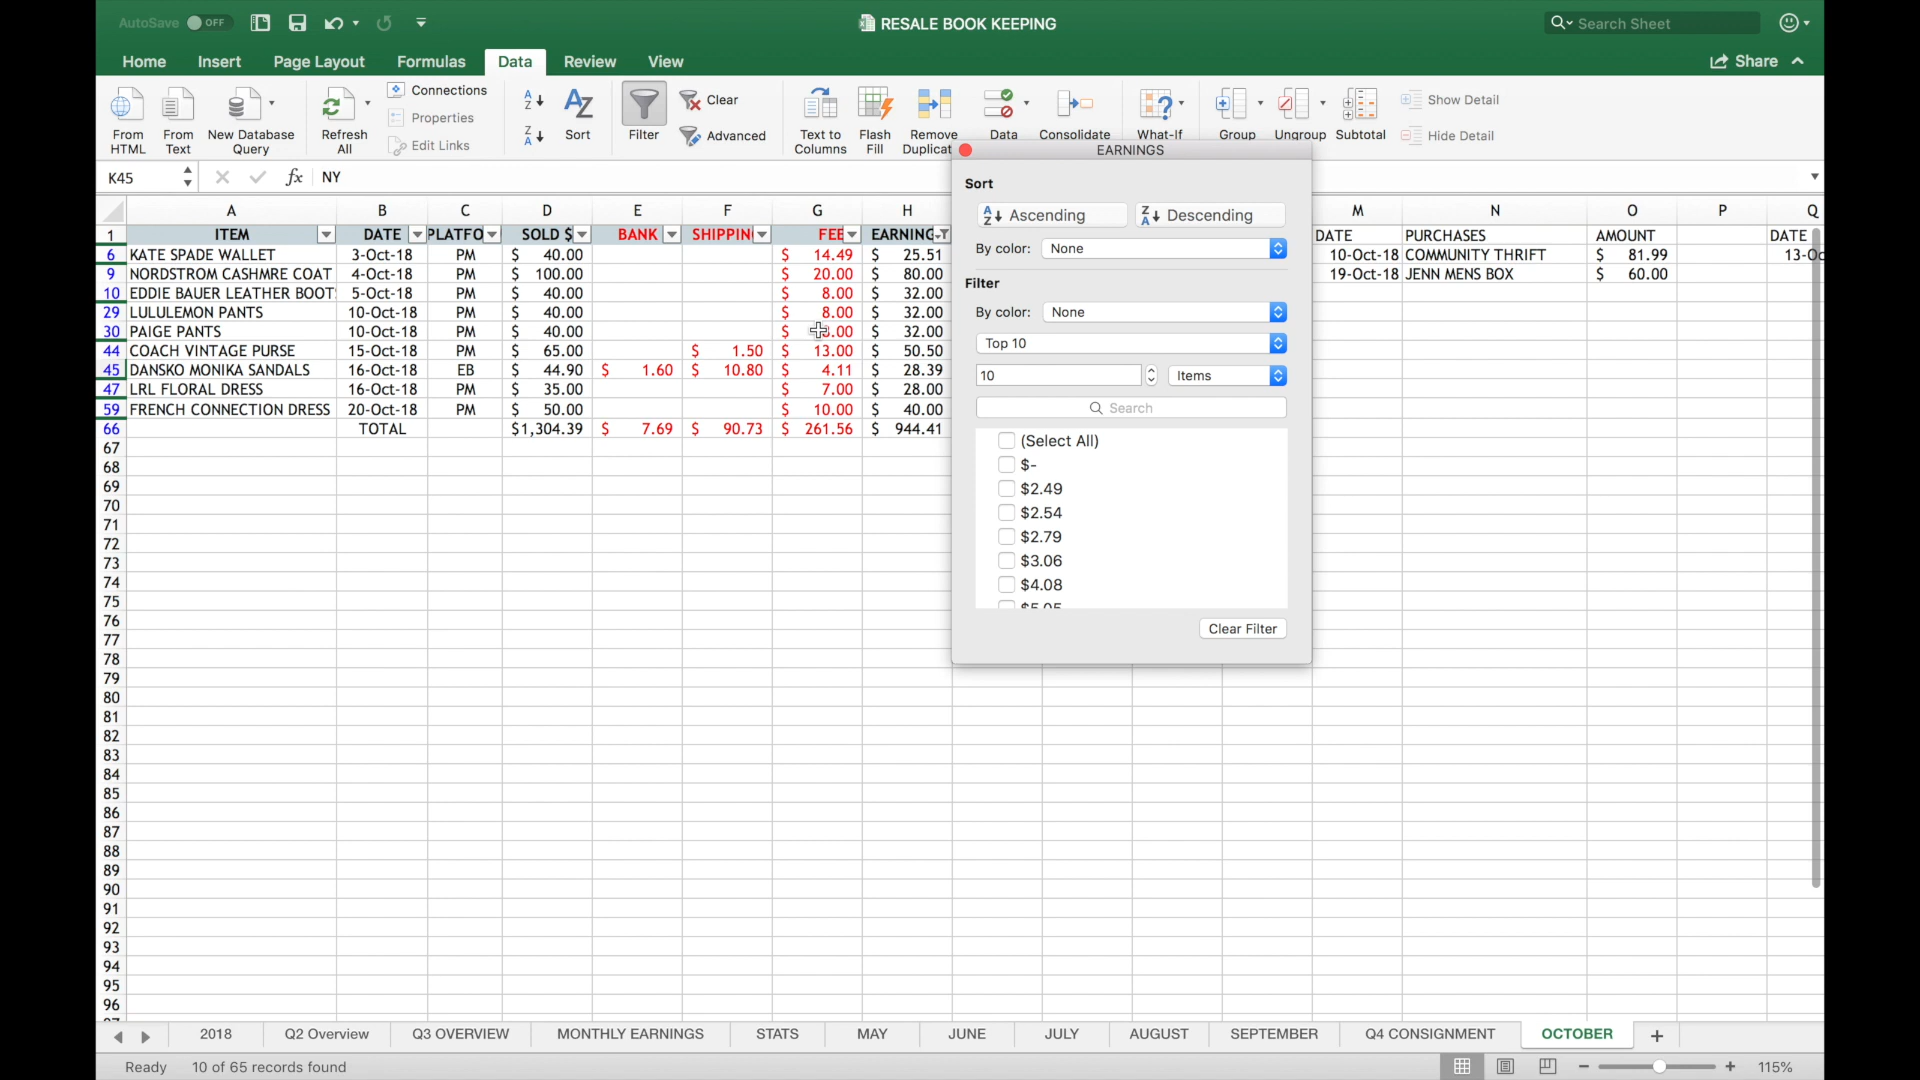 AutoSave OFF
RESALE BOOK KEEPING
Search Sheet
Home Insert Page Layout Formulas Data Review View
Share
From HTML
From Text
New Database Query
Refresh All
Connections
Properties
Edit Links
Sort
Filter
Clear
Advanced
Text to Columns
Flash Fill
Remove Duplicat
Data
Consolidate
What-If
Group
Ungroup
Subtotal
Show Detail
Hide Detail
K45 fx NY
A B C D E F G H M N O P Q
1 ITEM DATE PLATFO SOLD $ BANK SHIPPIN FEE EARNING DATE PURCHASES AMOUNT DATE
6 KATE SPADE WALLET 3-Oct-18 PM $ 40.00 $ 14.49 $ 25.51 10-Oct-18 COMMUNITY THRIFT $ 81.99 13-Oc
9 NORDSTROM CASHMRE COAT 4-Oct-18 PM $ 100.00 $ 20.00 $ 80.00 19-Oct-18 JENN MENS BOX $ 60.00
10 EDDIE BAUER LEATHER BOOT 5-Oct-18 PM $ 40.00 $ 8.00 $ 32.00
29 LULULEMON PANTS 10-Oct-18 PM $ 40.00 $ 8.00 $ 32.00
30 PAIGE PANTS 10-Oct-18 PM $ 40.00 $ .00 $ 32.00
44 COACH VINTAGE PURSE 15-Oct-18 PM $ 65.00 $ 1.50 $ 13.00 $ 50.50
45 DANSKO MONIKA SANDALS 16-Oct-18 EB $ 44.90 $ 1.60 $ 10.80 $ 4.11 $ 28.39
47 LRL FLORAL DRESS 16-Oct-18 PM $ 35.00 $ 7.00 $ 28.00
59 FRENCH CONNECTION DRESS 20-Oct-18 PM $ 50.00 $ 10.00 $ 40.00
66 TOTAL $1,304.39 $ 7.69 $ 90.73 $ 261.56 $ 944.41
67
68
69
70
71
72
73
74
75
76
77
78
79
80
81
82
83
84
85
86
87
88
89
90
91
92
93
94
95
96
EARNINGS
Sort
Ascending Descending
By color: None
Filter
By color: None
Top 10
10 Items
Search
(Select All)
$-
$2.49
$2.54
$2.79
$3.06
$4.08
$5.05
Clear Filter
2018 Q2 Overview Q3 OVERVIEW MONTHLY EARNINGS STATS MAY JUNE JULY AUGUST SEPTEMBER Q4 CONSIGNMENT OCTOBER +
Ready 10 of 65 records found 115%